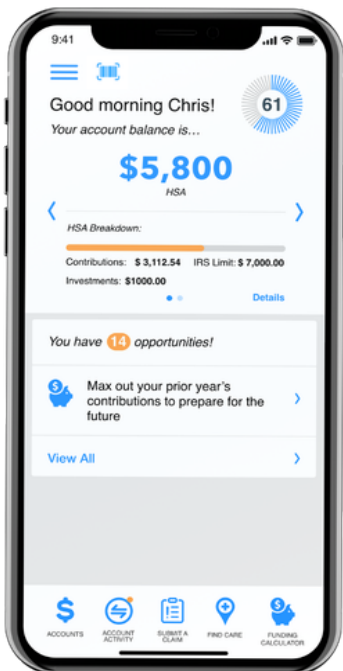 9:41
Good morning Chris!
61
Your account balance is...
$5,800
HSA
HSA Breakdown:
Contributions: $ 3,112.54 IRS Limit: $ 7,000.00
Investments: $1000.00
Details
You have 14 opportunities!
Max out your prior year's
contributions to prepare for the
future
View All
ACCOUNTS
ACCOUNT
ACTIVITY
SUBMIT A
CLAIM
FIND CARE
FUNDING
CALCULATOR